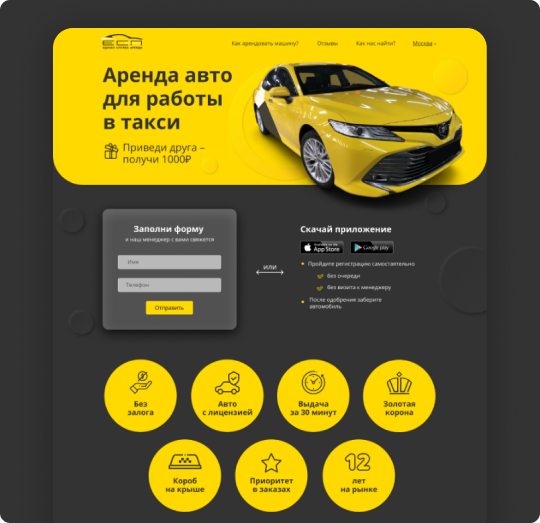 ЕСП
Как арендовать машину?
Отзывы
Как нас найти?
Москва
Аренда авто
для работы
в такси
Приведи друга –
получи 1000₽
Заполни форму
и наш менеджер с вами свяжется
Имя
Телефон
Отправить
или
Скачай приложение
App Store
Google play
Пройдите регистрацию самостоятельно
без очереди
без визита к менеджеру
После одобрения заберите
автомобиль
Без
залога
Авто
с лицензией
Выдача
за 30 минут
Золотая
корона
Короб
на крыше
Приоритет
в заказах
12
лет
на рынке